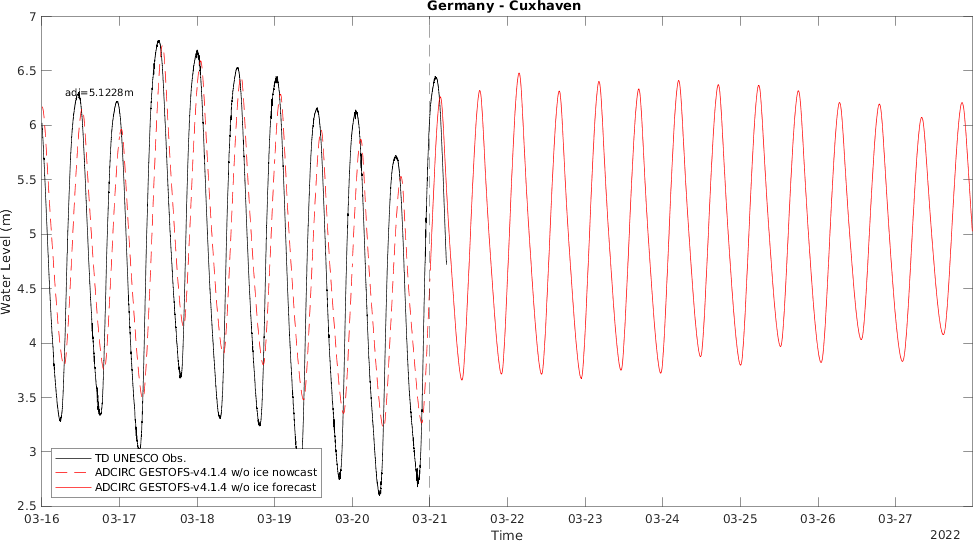 Germany - Cuxhaven
7
6.5
6
5.5
5
4.5
4
3.5
3
2.5
Water Level (m)
adj=5.1228m
TD UNESCO Obs.
ADCIRC GESTOFS-v4.1.4 w/o ice nowcast
ADCIRC GESTOFS-v4.1.4 w/o ice forecast
03-16 03-17 03-18 03-19 03-20 03-21 03-22 03-23 03-24 03-25 03-26 03-27
Time
2022